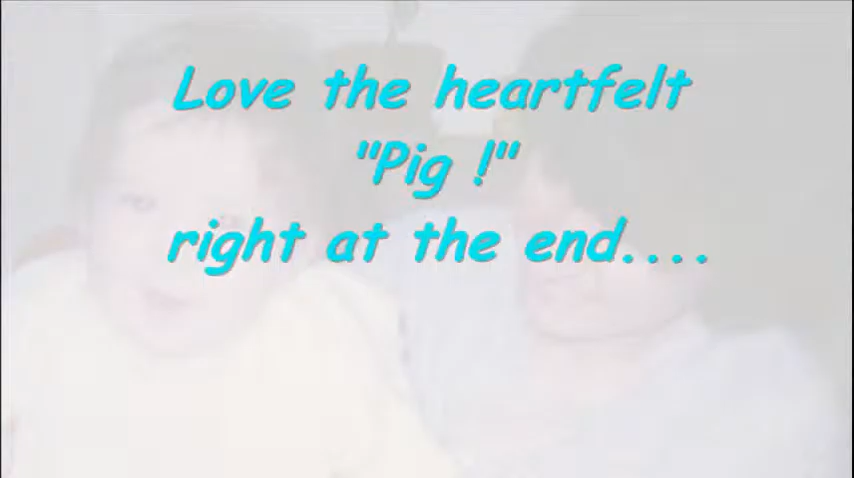 Love the heartfelt
"Pig !"
right at the end....